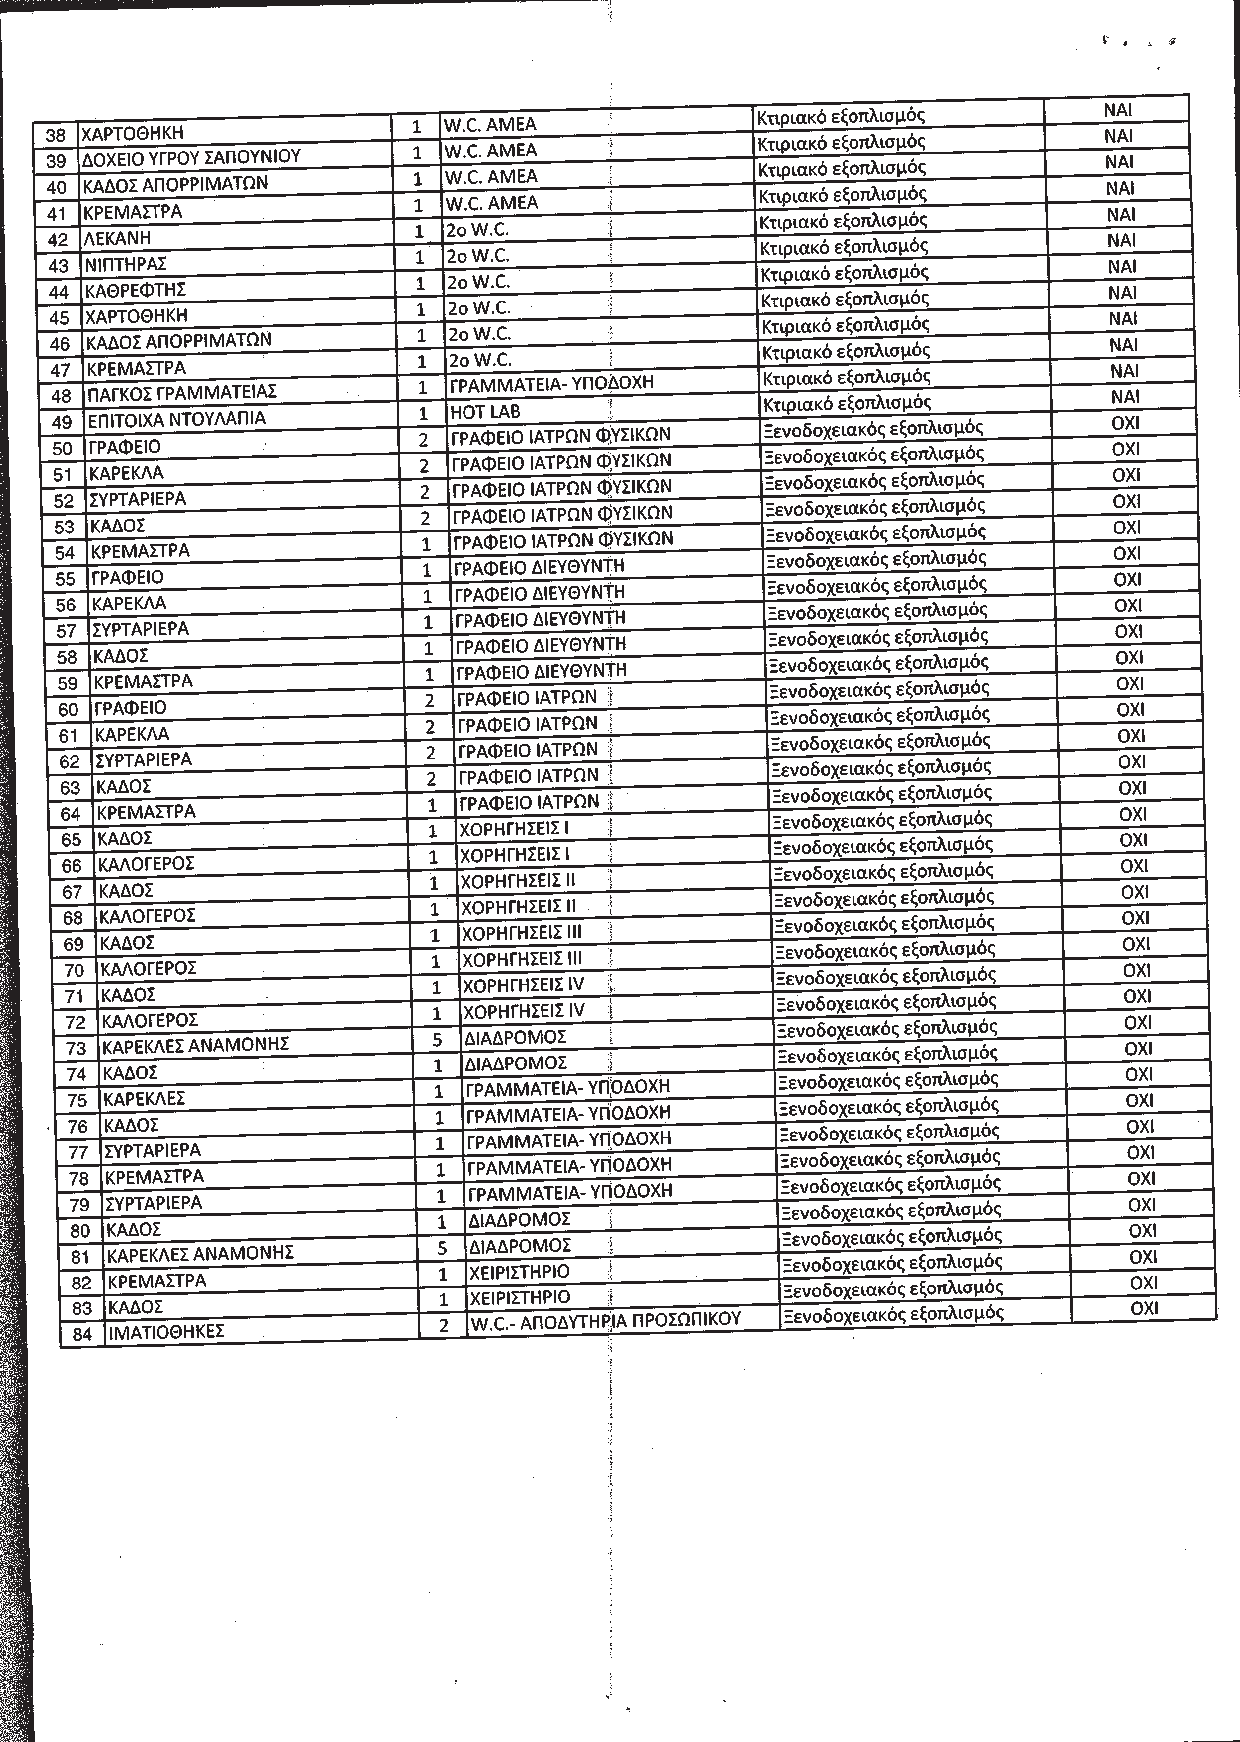 38 ΧΑΡΤΟΘΗΚΗ 1 W.C. ΑΜΕΑ Κτιριακό εξοπλισμός ΝΑΙ
39 ΔΟΧΕΙΟ ΥΓΡΟΥ ΣΑΠΟΥΝΙΟΥ 1 W.C. ΑΜΕΑ Κτιριακό εξοπλισμός ΝΑΙ
40 ΚΑΔΟΣ ΑΠΟΡΡΙΜΑΤΩΝ 1 W.C. ΑΜΕΑ Κτιριακό εξοπλισμός ΝΑΙ
41 ΚΡΕΜΑΣΤΡΑ 1 W.C. ΑΜΕΑ Κτιριακό εξοπλισμός ΝΑΙ
42 ΛΕΚΑΝΗ 1 2ο W.C. Κτιριακό εξοπλισμός ΝΑΙ
43 ΝΙΠΤΗΡΑΣ 1 2ο W.C. Κτιριακό εξοπλισμός ΝΑΙ
44 ΚΑΘΡΕΦΤΗΣ 1 2ο W.C. Κτιριακό εξοπλισμός ΝΑΙ
45 ΧΑΡΤΟΘΗΚΗ 1 2ο W.C. Κτιριακό εξοπλισμός ΝΑΙ
46 ΚΑΔΟΣ ΑΠΟΡΡΙΜΑΤΩΝ 1 2ο W.C. Κτιριακό εξοπλισμός ΝΑΙ
47 ΚΡΕΜΑΣΤΡΑ 1 2ο W.C. Κτιριακό εξοπλισμός ΝΑΙ
48 ΠΑΓΚΟΣ ΓΡΑΜΜΑΤΕΙΑΣ 1 ΓΡΑΜΜΑΤΕΙΑ- ΥΠΟΔΟΧΗ Κτιριακό εξοπλισμός ΝΑΙ
49 ΕΠΙΤΟΙΧΑ ΝΤΟΥΛΑΠΙΑ 1 HOT LAB Κτιριακό εξοπλισμός ΝΑΙ
50 ΓΡΑΦΕΙΟ 2 ΓΡΑΦΕΙΟ ΙΑΤΡΩΝ ΦΥΣΙΚΩΝ Ξενοδοχειακός εξοπλισμός ΟΧΙ
51 ΚΑΡΕΚΛΑ 2 ΓΡΑΦΕΙΟ ΙΑΤΡΩΝ ΦΥΣΙΚΩΝ Ξενοδοχειακός εξοπλισμός ΟΧΙ
52 ΣΥΡΤΑΡΙΕΡΑ 2 ΓΡΑΦΕΙΟ ΙΑΤΡΩΝ ΦΥΣΙΚΩΝ Ξενοδοχειακός εξοπλισμός ΟΧΙ
53 ΚΑΔΟΣ 2 ΓΡΑΦΕΙΟ ΙΑΤΡΩΝ ΦΥΣΙΚΩΝ Ξενοδοχειακός εξοπλισμός ΟΧΙ
54 ΚΡΕΜΑΣΤΡΑ 1 ΓΡΑΦΕΙΟ ΙΑΤΡΩΝ ΦΥΣΙΚΩΝ Ξενοδοχειακός εξοπλισμός ΟΧΙ
55 ΓΡΑΦΕΙΟ 1 ΓΡΑΦΕΙΟ ΔΙΕΥΘΥΝΤΗ Ξενοδοχειακός εξοπλισμός ΟΧΙ
56 ΚΑΡΕΚΛΑ 1 ΓΡΑΦΕΙΟ ΔΙΕΥΘΥΝΤΗ Ξενοδοχειακός εξοπλισμός ΟΧΙ
57 ΣΥΡΤΑΡΙΕΡΑ 1 ΓΡΑΦΕΙΟ ΔΙΕΥΘΥΝΤΗ Ξενοδοχειακός εξοπλισμός ΟΧΙ
58 ΚΑΔΟΣ 1 ΓΡΑΦΕΙΟ ΔΙΕΥΘΥΝΤΗ Ξενοδοχειακός εξοπλισμός ΟΧΙ
59 ΚΡΕΜΑΣΤΡΑ 1 ΓΡΑΦΕΙΟ ΔΙΕΥΘΥΝΤΗ Ξενοδοχειακός εξοπλισμός ΟΧΙ
60 ΓΡΑΦΕΙΟ 2 ΓΡΑΦΕΙΟ ΙΑΤΡΩΝ Ξενοδοχειακός εξοπλισμός ΟΧΙ
61 ΚΑΡΕΚΛΑ 2 ΓΡΑΦΕΙΟ ΙΑΤΡΩΝ Ξενοδοχειακός εξοπλισμός ΟΧΙ
62 ΣΥΡΤΑΡΙΕΡΑ 2 ΓΡΑΦΕΙΟ ΙΑΤΡΩΝ Ξενοδοχειακός εξοπλισμός ΟΧΙ
63 ΚΑΔΟΣ 2 ΓΡΑΦΕΙΟ ΙΑΤΡΩΝ Ξενοδοχειακός εξοπλισμός ΟΧΙ
64 ΚΡΕΜΑΣΤΡΑ 1 ΓΡΑΦΕΙΟ ΙΑΤΡΩΝ Ξενοδοχειακός εξοπλισμός ΟΧΙ
65 ΚΑΔΟΣ 1 ΧΟΡΗΓΗΣΕΙΣ Ι Ξενοδοχειακός εξοπλισμός ΟΧΙ
66 ΚΑΛΟΓΕΡΟΣ 1 ΧΟΡΗΓΗΣΕΙΣ Ι Ξενοδοχειακός εξοπλισμός ΟΧΙ
67 ΚΑΔΟΣ 1 ΧΟΡΗΓΗΣΕΙΣ ΙΙ Ξενοδοχειακός εξοπλισμός ΟΧΙ
68 ΚΑΛΟΓΕΡΟΣ 1 ΧΟΡΗΓΗΣΕΙΣ ΙΙ Ξενοδοχειακός εξοπλισμός ΟΧΙ
69 ΚΑΔΟΣ 1 ΧΟΡΗΓΗΣΕΙΣ ΙΙΙ Ξενοδοχειακός εξοπλισμός ΟΧΙ
70 ΚΑΛΟΓΕΡΟΣ 1 ΧΟΡΗΓΗΣΕΙΣ ΙΙΙ Ξενοδοχειακός εξοπλισμός ΟΧΙ
71 ΚΑΔΟΣ 1 ΧΟΡΗΓΗΣΕΙΣ IV Ξενοδοχειακός εξοπλισμός ΟΧΙ
72 ΚΑΛΟΓΕΡΟΣ 1 ΧΟΡΗΓΗΣΕΙΣ IV Ξενοδοχειακός εξοπλισμός ΟΧΙ
73 ΚΑΡΕΚΛΕΣ ΑΝΑΜΟΝΗΣ 5 ΔΙΑΔΡΟΜΟΣ Ξενοδοχειακός εξοπλισμός ΟΧΙ
74 ΚΑΔΟΣ 1 ΔΙΑΔΡΟΜΟΣ Ξενοδοχειακός εξοπλισμός ΟΧΙ
75 ΚΑΡΕΚΛΕΣ 1 ΓΡΑΜΜΑΤΕΙΑ- ΥΠΟΔΟΧΗ Ξενοδοχειακός εξοπλισμός ΟΧΙ
76 ΚΑΔΟΣ 1 ΓΡΑΜΜΑΤΕΙΑ- ΥΠΟΔΟΧΗ Ξενοδοχειακός εξοπλισμός ΟΧΙ
77 ΣΥΡΤΑΡΙΕΡΑ 1 ΓΡΑΜΜΑΤΕΙΑ- ΥΠΟΔΟΧΗ Ξενοδοχειακός εξοπλισμός ΟΧΙ
78 ΚΡΕΜΑΣΤΡΑ 1 ΓΡΑΜΜΑΤΕΙΑ- ΥΠΟΔΟΧΗ Ξενοδοχειακός εξοπλισμός ΟΧΙ
79 ΣΥΡΤΑΡΙΕΡΑ 1 ΓΡΑΜΜΑΤΕΙΑ- ΥΠΟΔΟΧΗ Ξενοδοχειακός εξοπλισμός ΟΧΙ
80 ΚΑΔΟΣ 1 ΔΙΑΔΡΟΜΟΣ Ξενοδοχειακός εξοπλισμός ΟΧΙ
81 ΚΑΡΕΚΛΕΣ ΑΝΑΜΟΝΗΣ 5 ΔΙΑΔΡΟΜΟΣ Ξενοδοχειακός εξοπλισμός ΟΧΙ
82 ΚΡΕΜΑΣΤΡΑ 1 ΧΕΙΡΙΣΤΗΡΙΟ Ξενοδοχειακός εξοπλισμός ΟΧΙ
83 ΚΑΔΟΣ 1 ΧΕΙΡΙΣΤΗΡΙΟ Ξενοδοχειακός εξοπλισμός ΟΧΙ
84 ΙΜΑΤΙΟΘΗΚΕΣ 2 W.C.- ΑΠΟΔΥΤΗΡΙΑ ΠΡΟΣΩΠΙΚΟΥ Ξενοδοχειακός εξοπλισμός ΟΧΙ